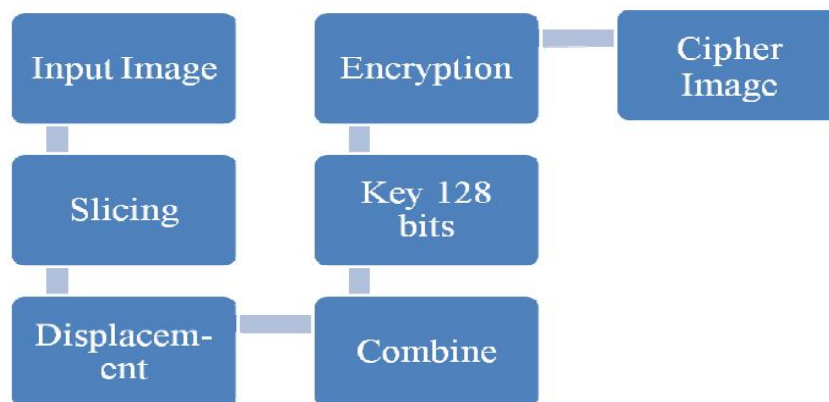 Input Image
Slicing
Displacem-
ent
Combine
Key 128
bits
Encryption
Cipher
Image